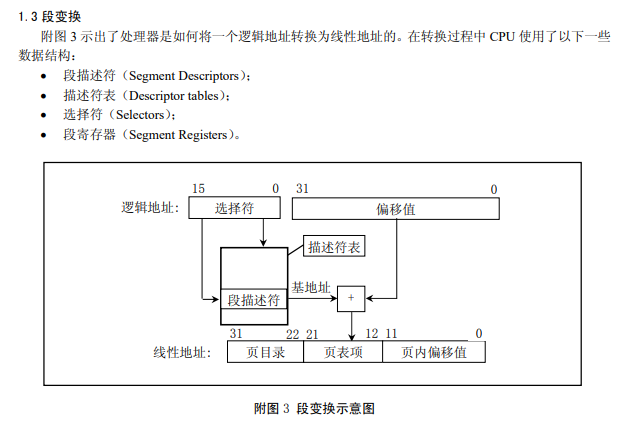 1.3 段变换
附图 3 示出了处理器是如何将一个逻辑地址转换为线性地址的。在转换过程中 CPU 使用了以下一些
数据结构：
● 段描述符（Segment Descriptors）；
● 描述符表（Descriptor tables）；
● 选择符（Selectors）；
● 段寄存器（Segment Registers）。
15 0 31 0
逻辑地址: 选择符 偏移值
描述符表
基地址
段描述符 +
31 22 21 12 11 0
线性地址: 页目录 页表项 页内偏移值
附图 3 段变换示意图